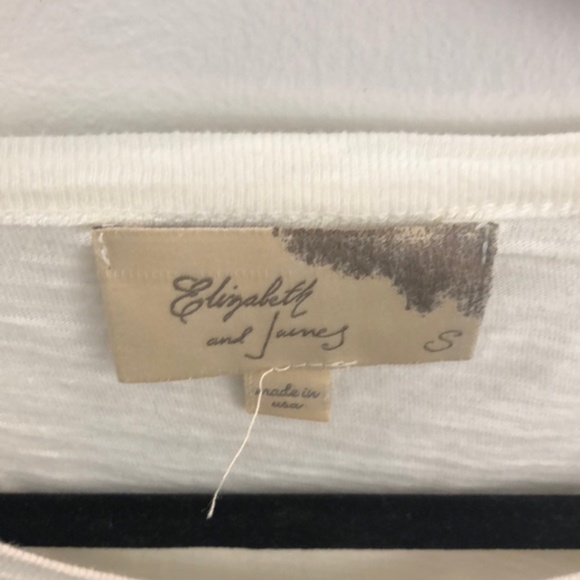 Elizabeth
and James
S
made in
usa